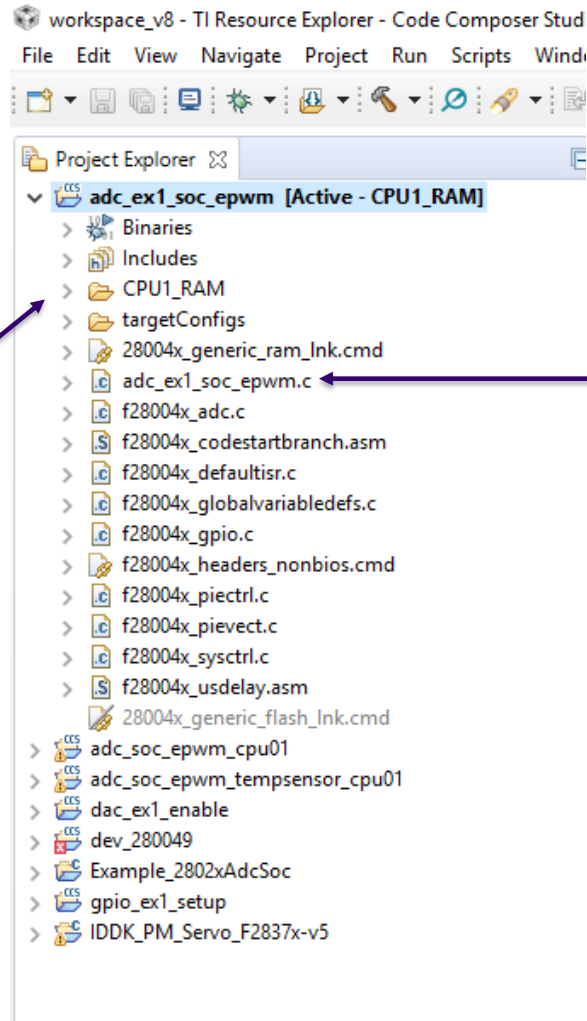 workspace_v8 - TI Resource Explorer - Code Composer Stud
File Edit View Navigate Project Run Scripts Wind
Project Explorer
adc_ex1_soc_epwm [Active - CPU1_RAM]
Binaries
Includes
CPU1_RAM
targetConfigs
28004x_generic_ram_lnk.cmd
adc_ex1_soc_epwm.c
f28004x_adc.c
f28004x_codestartbranch.asm
f28004x_defaultisr.c
f28004x_globalvariabledefs.c
f28004x_gpio.c
f28004x_headers_nonbios.cmd
f28004x_piectrl.c
f28004x_pievect.c
f28004x_sysctrl.c
f28004x_usdelay.asm
28004x_generic_flash_lnk.cmd
adc_soc_epwm_cpu01
adc_soc_epwm_tempsensor_cpu01
dac_ex1_enable
dev_280049
Example_2802xAdcSoc
gpio_ex1_setup
IDDK_PM_Servo_F2837x-v5